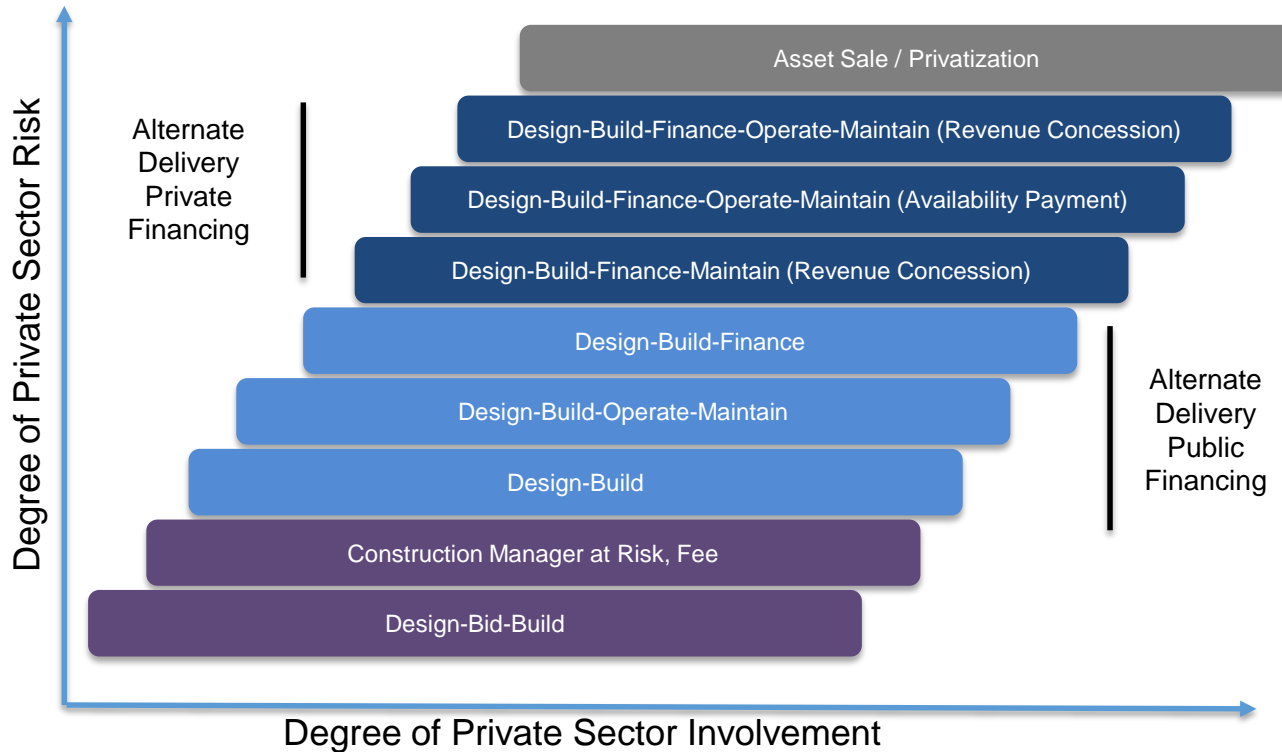 Degree of Private Sector Risk
Asset Sale / Privatization
Alternate
Delivery
Private
Financing
Design-Build-Finance-Operate-Maintain (Revenue Concession)
Design-Build-Finance-Operate-Maintain (Availability Payment)
Design-Build-Finance-Maintain (Revenue Concession)
Design-Build-Finance
Design-Build-Operate-Maintain
Design-Build
Alternate
Delivery
Public
Financing
Construction Manager at Risk, Fee
Design-Bid-Build
Degree of Private Sector Involvement